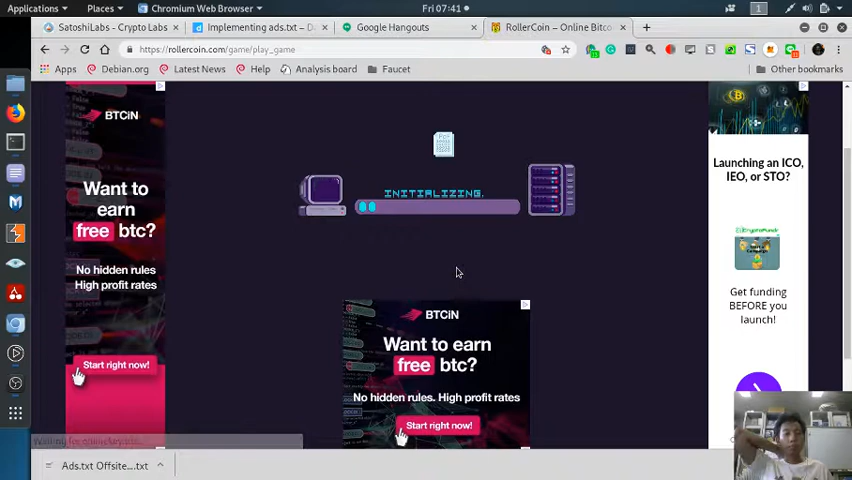 Applications
Places
Chromium Web Browser
Fri 07:41
1
SatoshiLabs - Crypto Labs
Implementing ads.txt – D
Google Hangouts
RollerCoin – Online Bitco
https://rollercoin.com/game/play_game
Apps
Debian.org
Latest News
Help
Analysis board
Faucet
Other bookmarks
BTCiN
Want to
earn
free btc?
No hidden rules
High profit rates
Start right now!
INITIALIZING.
BTCiN
Want to earn
free btc?
No hidden rules. High profit rates
Start right now!
Launching an ICO,
IEO, or STO?
Get funding
BEFORE you
launch!
Ads.txt Offsite....txt